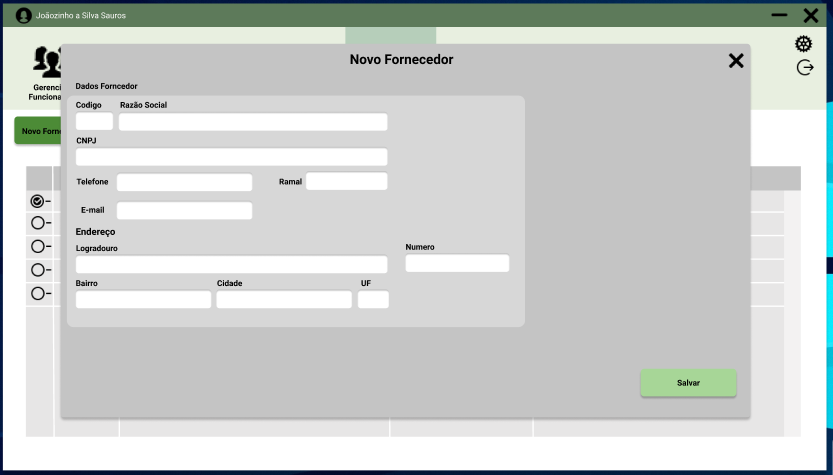 Joãozinho a Silva Sauros
Novo Fornecedor
Gerenci
Funciona
Novo Forne
Dados Forncedor
Codigo Razão Social
CNPJ
Telefone Ramal
E-mail
Endereço
Logradouro Numero
Bairro Cidade UF
Salvar